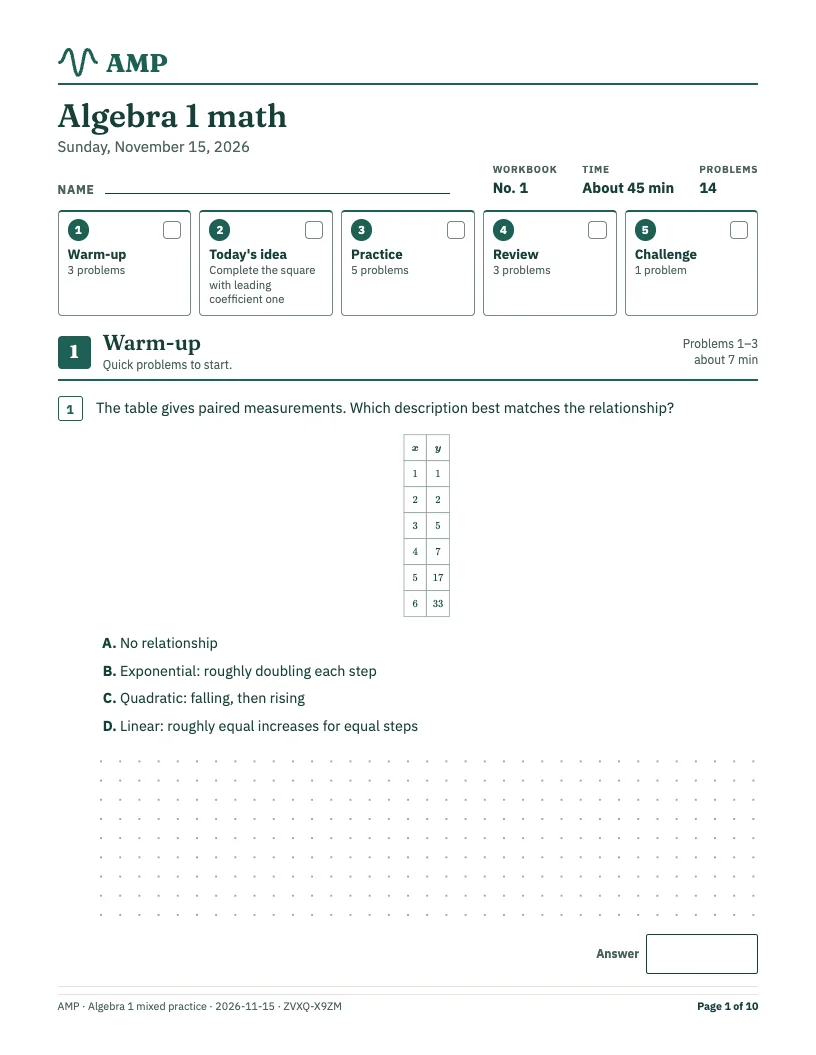 AMP
Algebra 1 math
Sunday, November 15, 2026
NAME
WORKBOOK TIME PROBLEMS
No. 1 About 45 min 14
1 2 3 4 5
Warm-up Today's idea Practice Review Challenge
3 problems Complete the square 5 problems 3 problems 1 problem
with leading
coefficient one
1 Warm-up Problems 1–3
Quick problems to start. about 7 min
1 The table gives paired measurements. Which description best matches the relationship?
x y
1 1
2 2
3 5
4 7
5 17
6 33
A. No relationship
B. Exponential: roughly doubling each step
C. Quadratic: falling, then rising
D. Linear: roughly equal increases for equal steps
Answer
AMP · Algebra 1 mixed practice · 2026-11-15 · ZVXQ-X9ZM Page 1 of 10